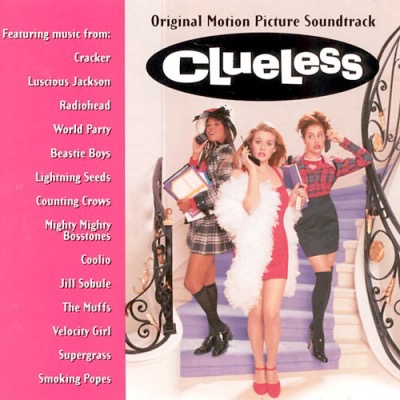 Original Motion Picture Soundtrack
CLUeLess
Featuring music from:
Cracker
Luscious Jackson
Radiohead
World Party
Beastie Boys
Lightning Seeds
Counting Crows
Mighty Mighty
Bosstones
Coolio
Jill Sobule
The Muffs
Velocity Girl
Supergrass
Smoking Popes